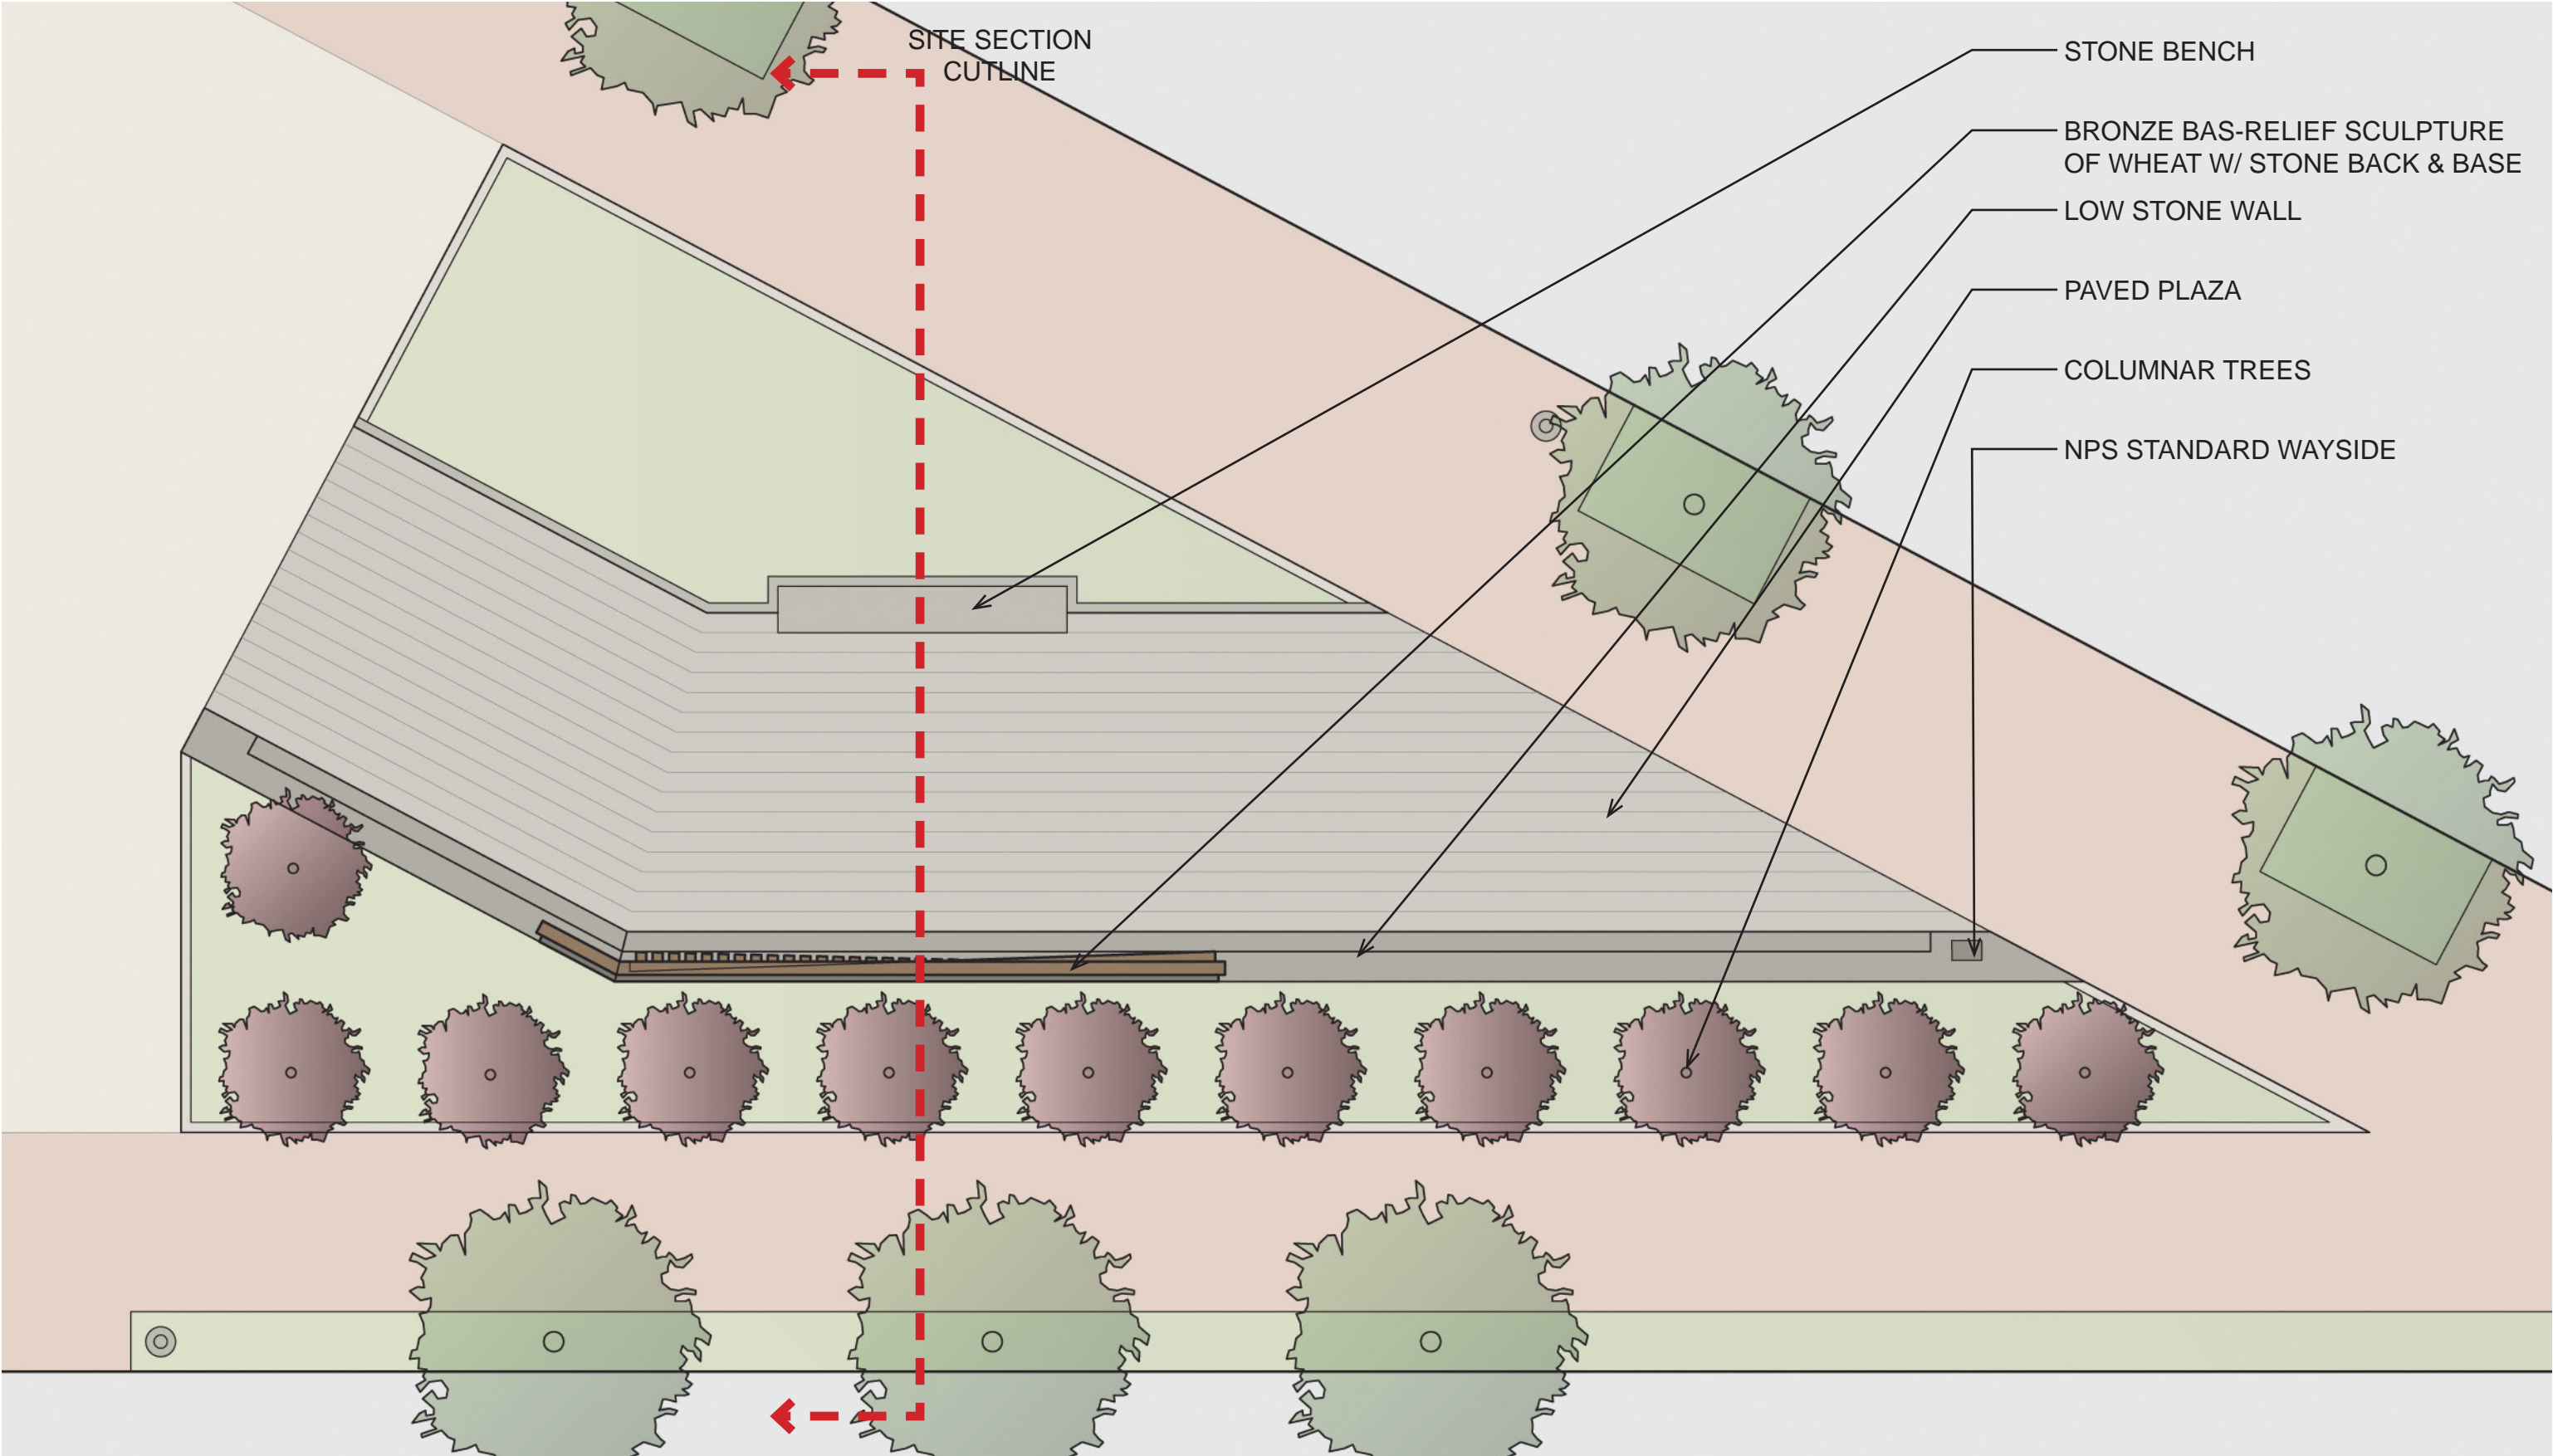 SITE SECTION
CUTLINE
STONE BENCH
BRONZE BAS-RELIEF SCULPTURE
OF WHEAT W/ STONE BACK & BASE
LOW STONE WALL
PAVED PLAZA
COLUMNAR TREES
NPS STANDARD WAYSIDE